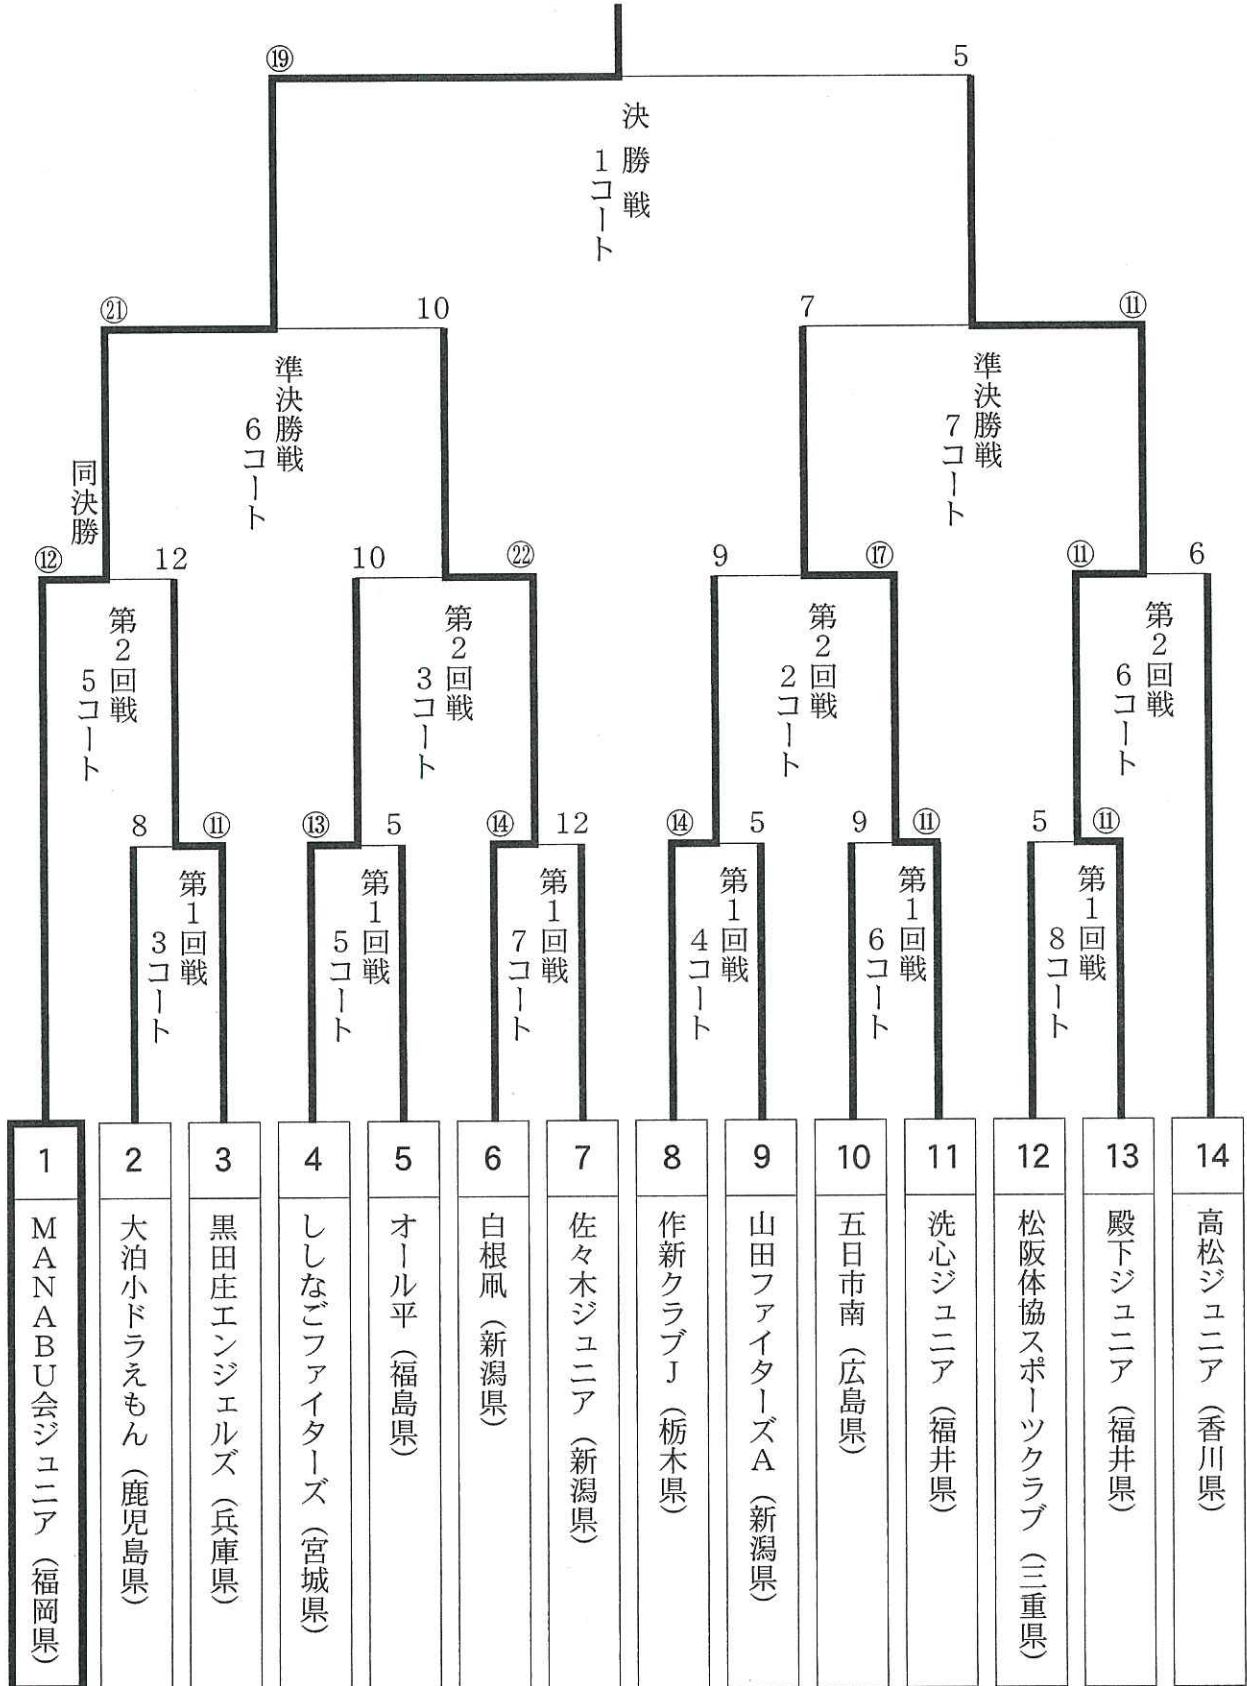 ⑲
5
決勝戦
1コート
㉑
10
7
⑪
準決勝戦
6コート
準決勝戦
7コート
同決勝
⑫
12
10
㉒
9
⑰
⑪
6
第2回戦
5コート
第2回戦
3コート
第2回戦
2コート
第2回戦
6コート
8
⑪
⑬
5
⑭
12
⑭
5
9
⑪
5
⑪
第1回戦
3コート
第1回戦
5コート
第1回戦
7コート
第1回戦
4コート
第1回戦
6コート
第1回戦
8コート
1
MANABU会ジュニア（福岡県）
2
大泊小ドラえもん（鹿児島県）
3
黒田庄エンジェルズ（兵庫県）
4
ししなごファイターズ（宮城県）
5
オール平（福島県）
6
白根凧（新潟県）
7
佐々木ジュニア（新潟県）
8
作新クラブJ（栃木県）
9
山田ファイターズA（新潟県）
10
五日市南（広島県）
11
洗心ジュニア（福井県）
12
松阪体協スポーツクラブ（三重県）
13
殿下ジュニア（福井県）
14
高松ジュニア（香川県）